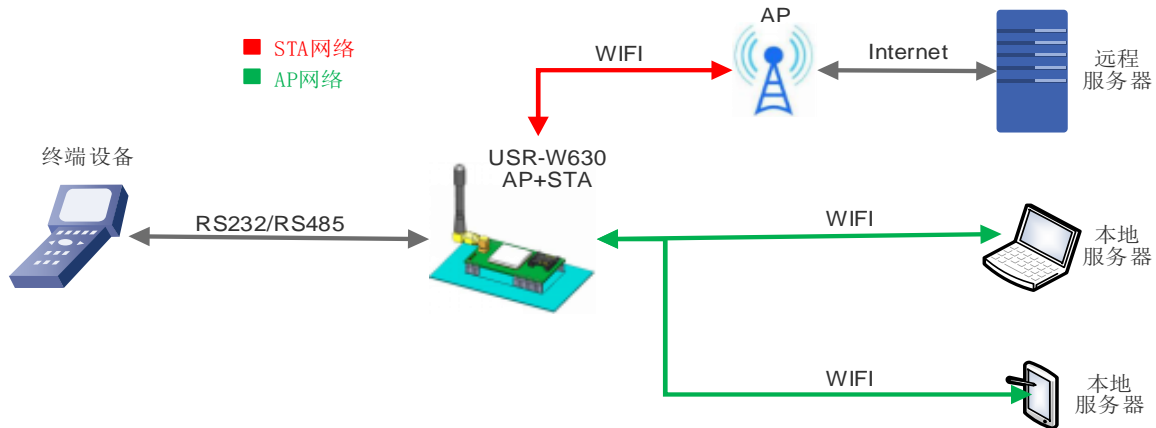 AP
STA网络
WIFI
Internet
远程
服务器
AP网络
终端设备
USR-W630
AP+STA
RS232/RS485
WIFI
本地
服务器
WIFI
本地
服务器